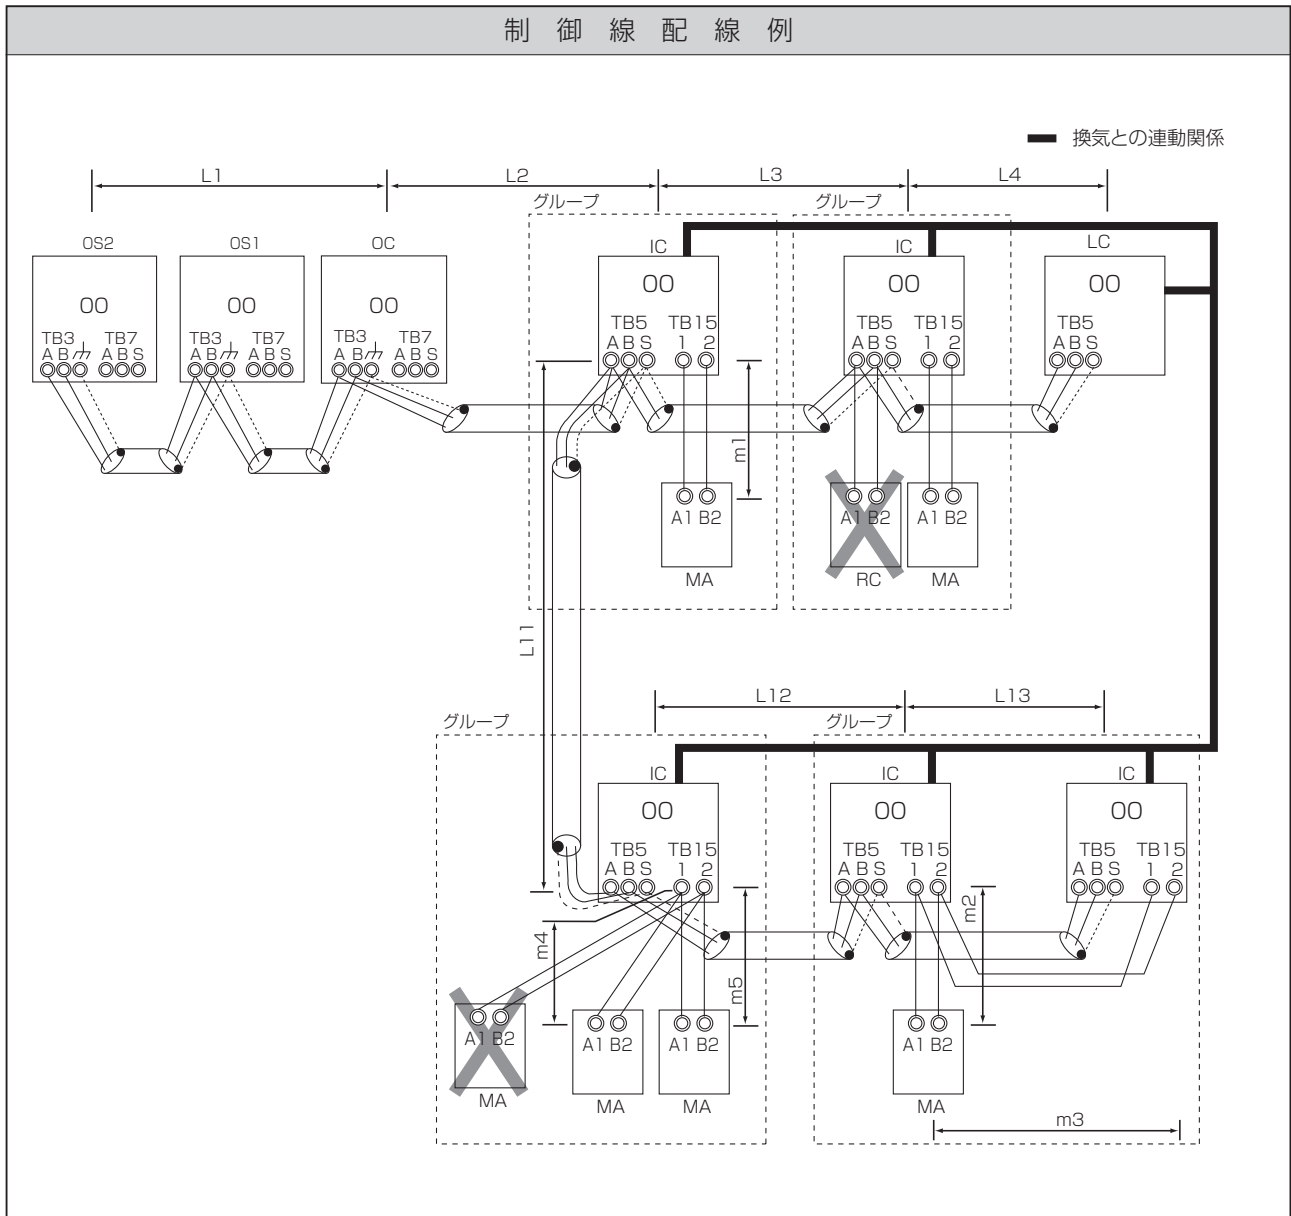 制御線配線例
換気との連動関係
L1 L2 L3 L4
グループ グループ
OS2 OS1 OC IC IC LC
00 00 00 00 00 00
TB3 TB7 TB3 TB7 TB3 TB7 TB5 TB15 TB5 TB15 TB5
A B A B S A B A B S A B A B S A B S 1 2 A B S 1 2 A B S
m1
A1 B2 A1 B2 A1 B2
MA RC MA
L11
L12 L13
グループ グループ
IC IC IC
00 00 00
TB5 TB15 TB5 TB15 TB5 TB15
A B S 1 2 A B S 1 2 A B S 1 2
m4 m5 m2
A1 B2 A1 B2 A1 B2 A1 B2
MA MA MA MA
m3